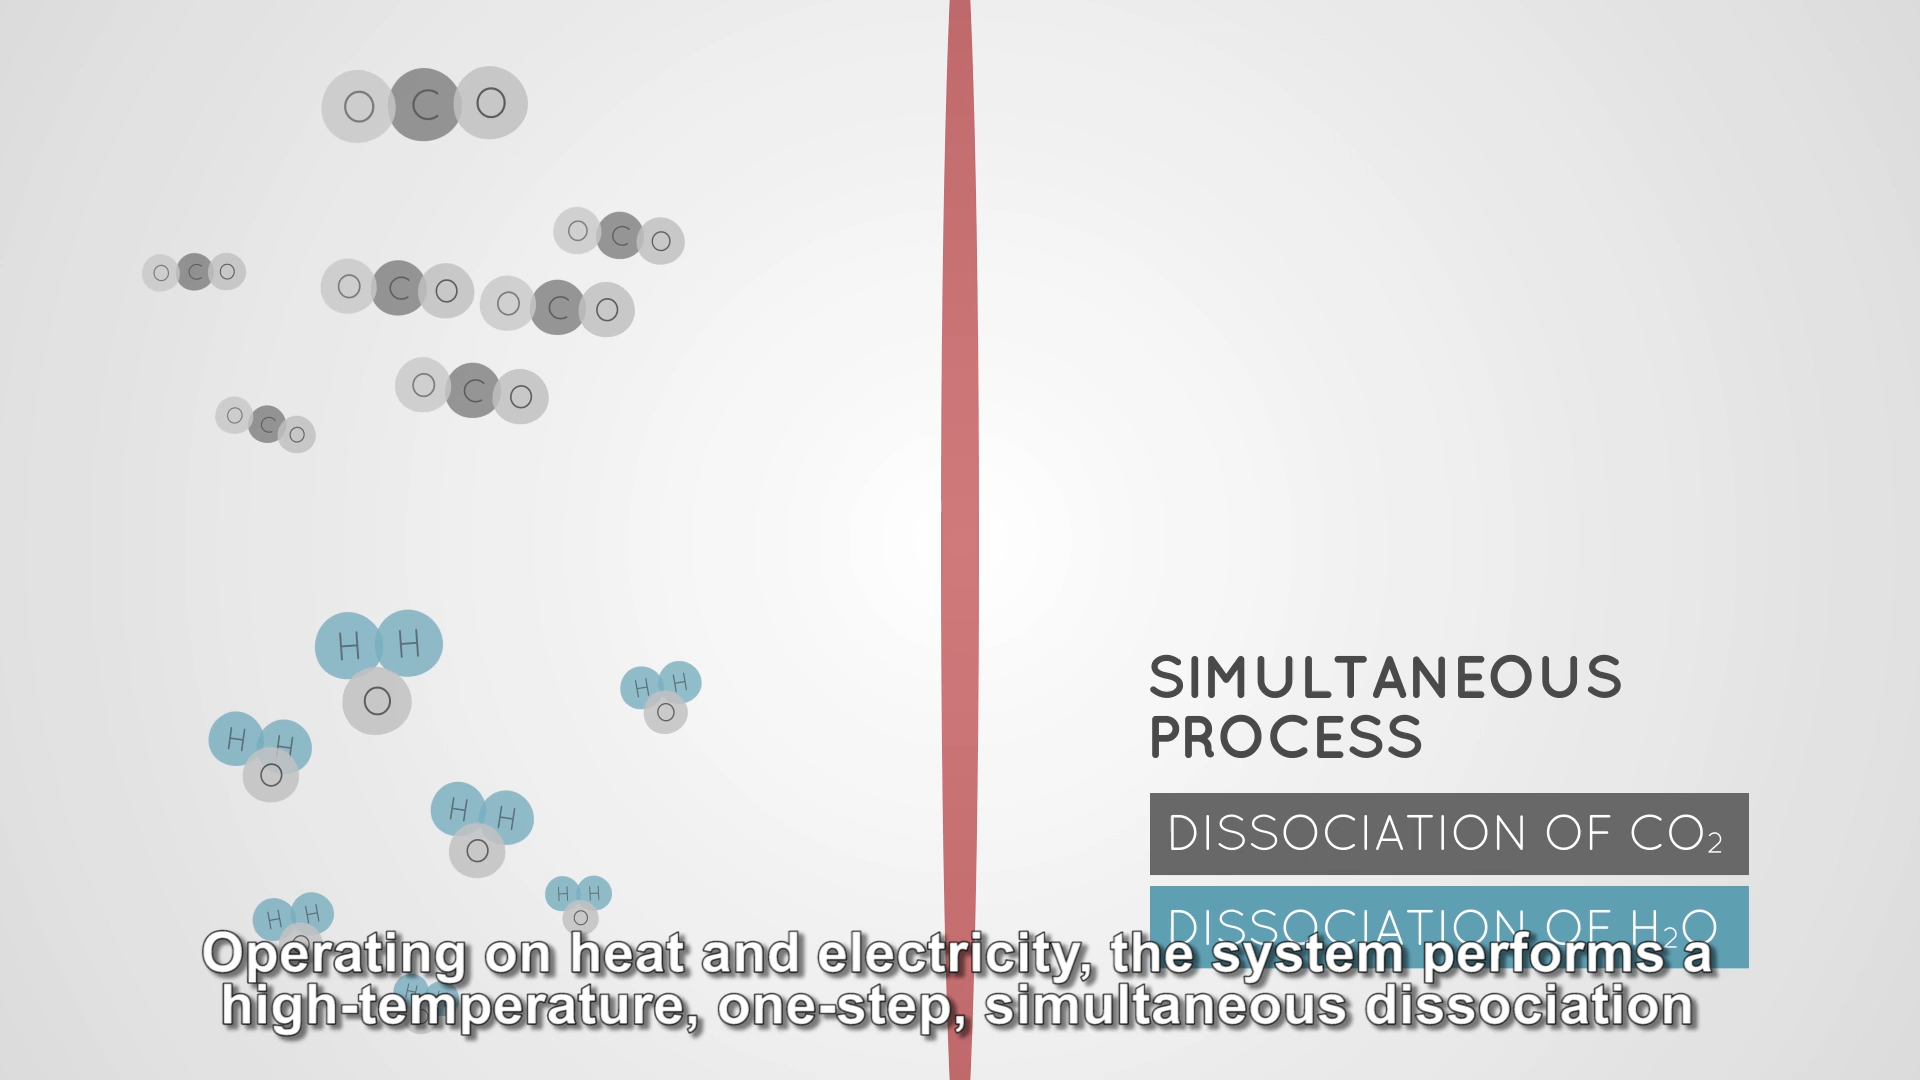 O C O
O C O
O C O
O C O
O C O
O C O
O C O
H H
O
H H
O
H H
O
H H
O
H H
O
H H
O
H
SIMULTANEOUS
PROCESS
DISSOCIATION OF CO₂
DISSOCIATION OF H₂O
Operating on heat and electricity, the system performs a
high-temperature, one-step, simultaneous dissociation